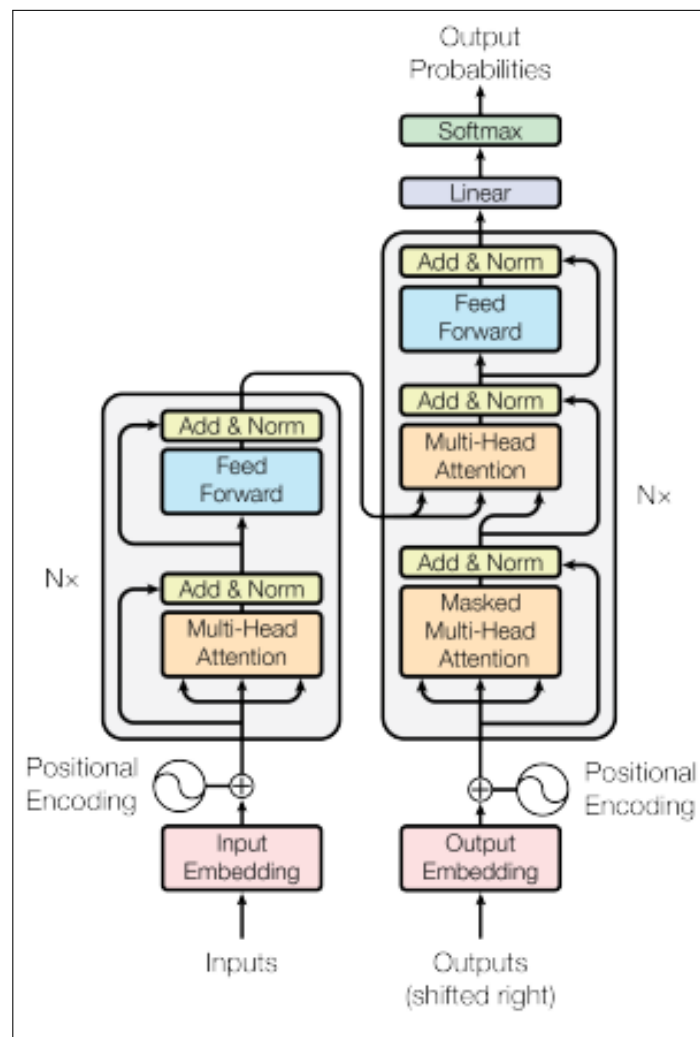 Output
Probabilities
Softmax
Linear
Add & Norm
Feed
Forward
Add & Norm
Multi-Head
Attention
Add & Norm
Masked
Multi-Head
Attention
Nx
Add & Norm
Feed
Forward
Add & Norm
Multi-Head
Attention
Nx
Positional
Encoding
Positional
Encoding
Input
Embedding
Output
Embedding
Inputs
Outputs
(shifted right)